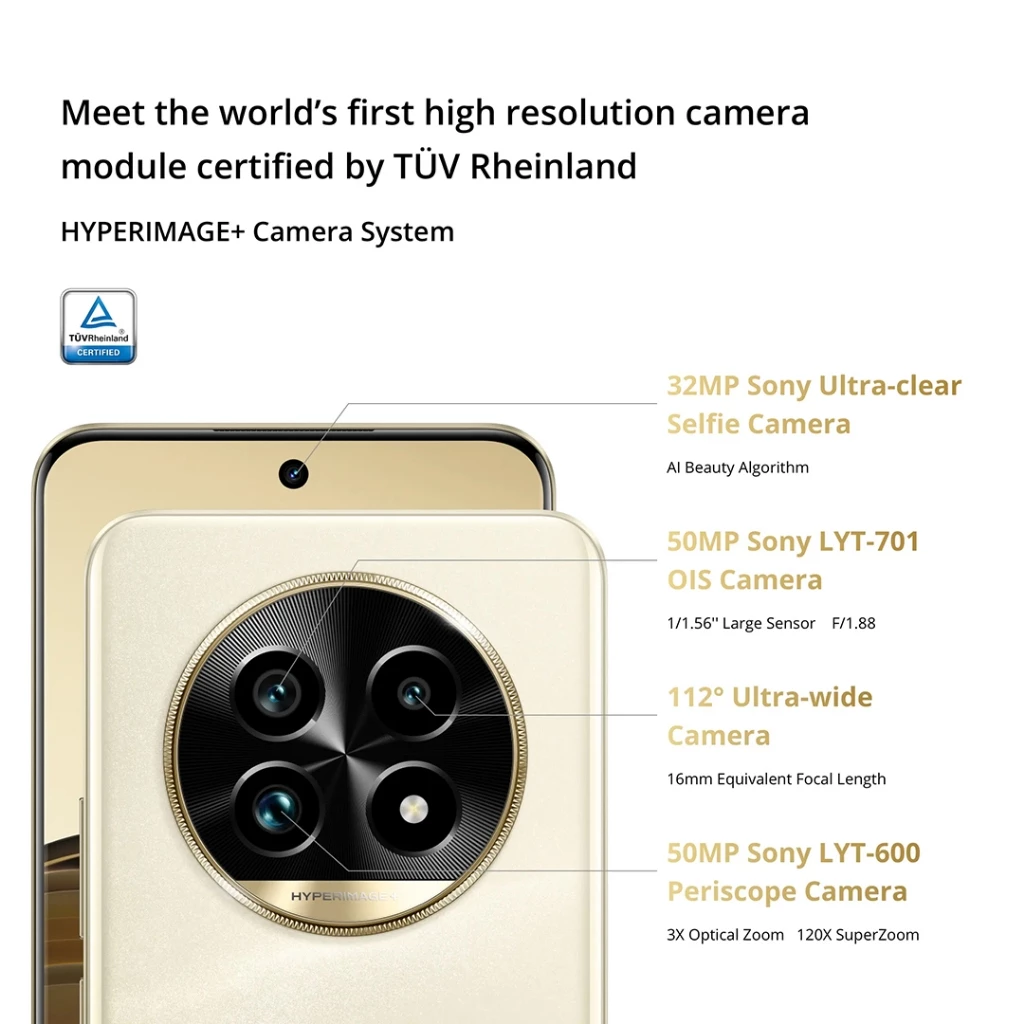 Meet the world’s first high resolution camera
module certified by TÜV Rheinland
HYPERIMAGE+ Camera System
TÜVRheinland®
CERTIFIED
32MP Sony Ultra-clear
Selfie Camera
AI Beauty Algorithm
50MP Sony LYT-701
OIS Camera
1/1.56'' Large Sensor F/1.88
112° Ultra-wide
Camera
16mm Equivalent Focal Length
50MP Sony LYT-600
Periscope Camera
3X Optical Zoom 120X SuperZoom
HYPERIMAGE+